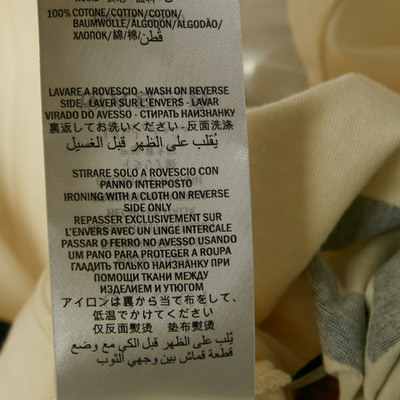 100% COTONE/COTTON/COTON/
BAUMWOLLE/ALGODON/ALGODÃO/
ХЛОПОК/綿/棉/ قُطن
LAVARE A ROVESCIO - WASH ON REVERSE
SIDE - LAVER SUR L'ENVERS - LAVAR
VIRADO DO AVESSO - СТИРАТЬ НАИЗНАНКУ
裏返してお洗いください - 反面洗涤
يُقلب على الظهر قبل الغسيل
STIRARE SOLO A ROVESCIO CON
PANNO INTERPOSTO
IRONING WITH A CLOTH ON REVERSE
SIDE ONLY
REPASSER EXCLUSIVEMENT SUR
L'ENVERS AVEC UN LINGE INTERCALE
PASSAR O FERRO NO AVESSO USANDO
UM PANO PARA PROTEGER A ROUPA
ГЛАДИТЬ ТОЛЬКО НАИЗНАНКУ ПРИ
ПОМОЩИ ТКАНИ МЕЖДУ
ИЗДЕЛИЕМ И УТЮГОМ
アイロンは裏から当て布をして、
低温でかけてください
仅反面熨烫 垫布熨烫
يُلب على الظهر قبل الكي مع وضع
قطعة قماش بين وجهي الثوب